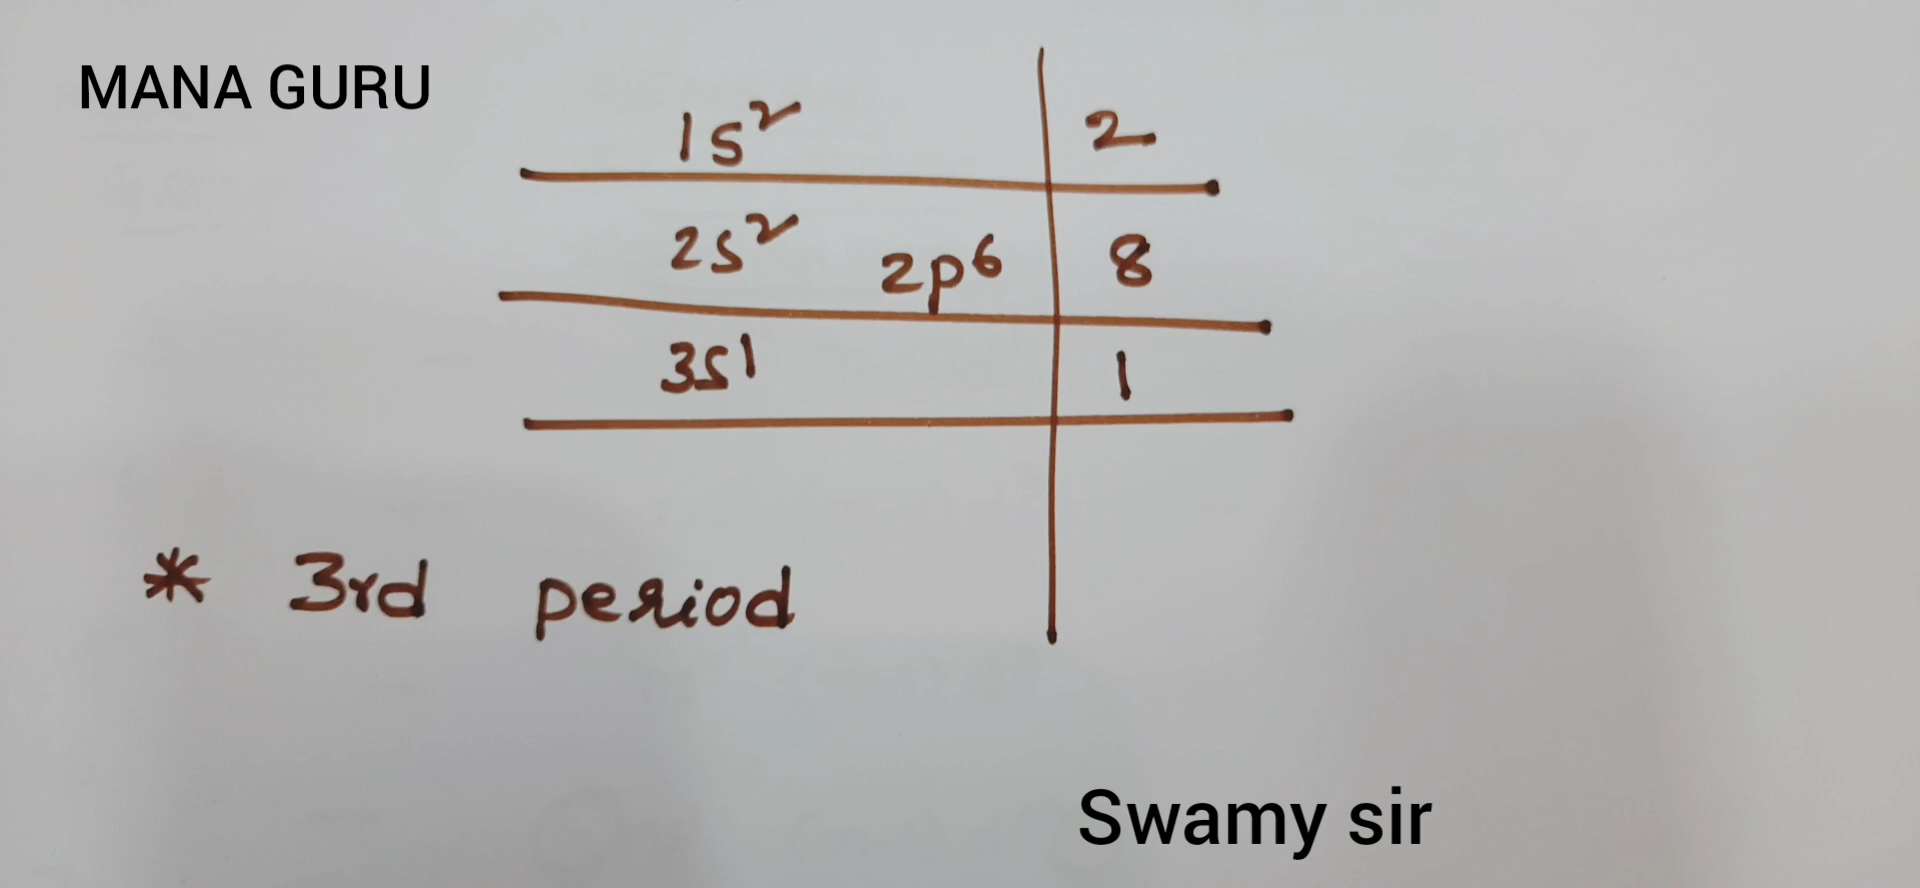 MANA GURU
1s² 2
2s² 2p⁶ 8
3s¹ 1
* 3rd period
Swamy sir